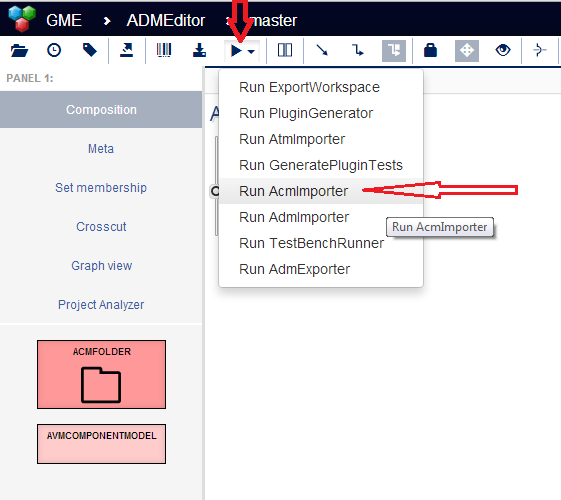 GME > ADMEditor > master
PANEL 1:
Composition
Meta
Set membership
Crosscut
Graph view
Project Analyzer
ACMFOLDER
AVMCOMPONENTMODEL
Run ExportWorkspace
Run PluginGenerator
Run AtmImporter
Run GeneratePluginTests
Run AcmImporter
Run AdmImporter
Run AcmImporter
Run TestBenchRunner
Run AdmExporter